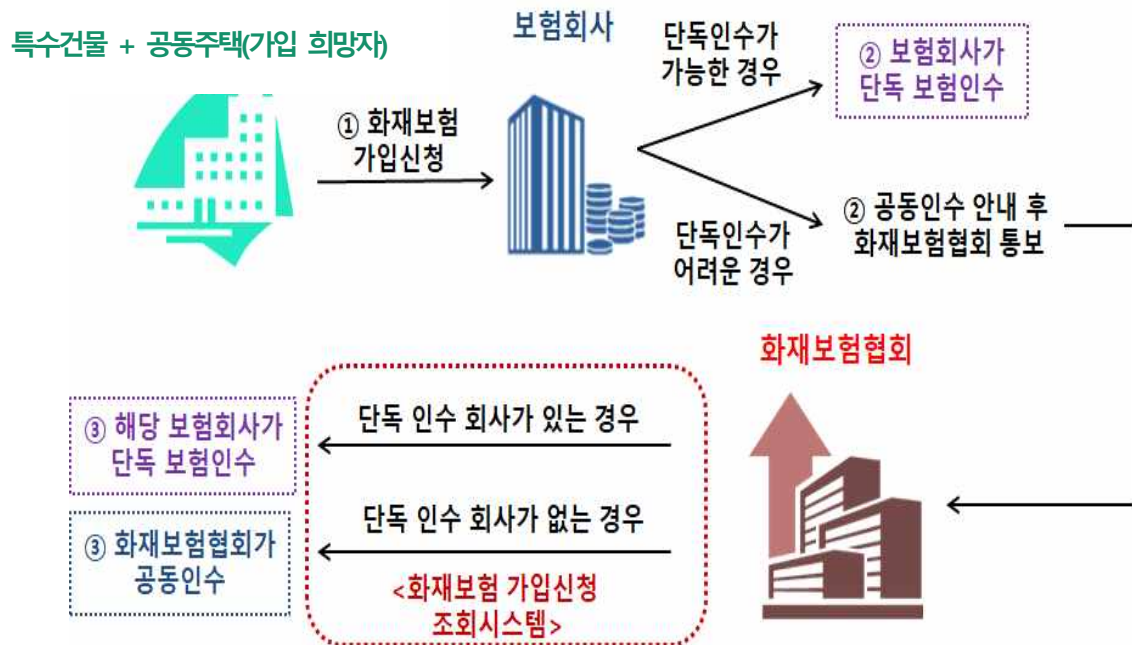 특수건물 + 공동주택(가입 희망자)
보험회사
① 화재보험
가입신청
단독인수가
가능한 경우
② 보험회사가
단독 보험인수
단독인수가
어려운 경우
② 공동인수 안내 후
화재보험협회 통보
화재보험협회
단독 인수 회사가 있는 경우
③ 해당 보험회사가
단독 보험인수
단독 인수 회사가 없는 경우
③ 화재보험협회가
공동인수
<화재보험 가입신청
조회시스템>